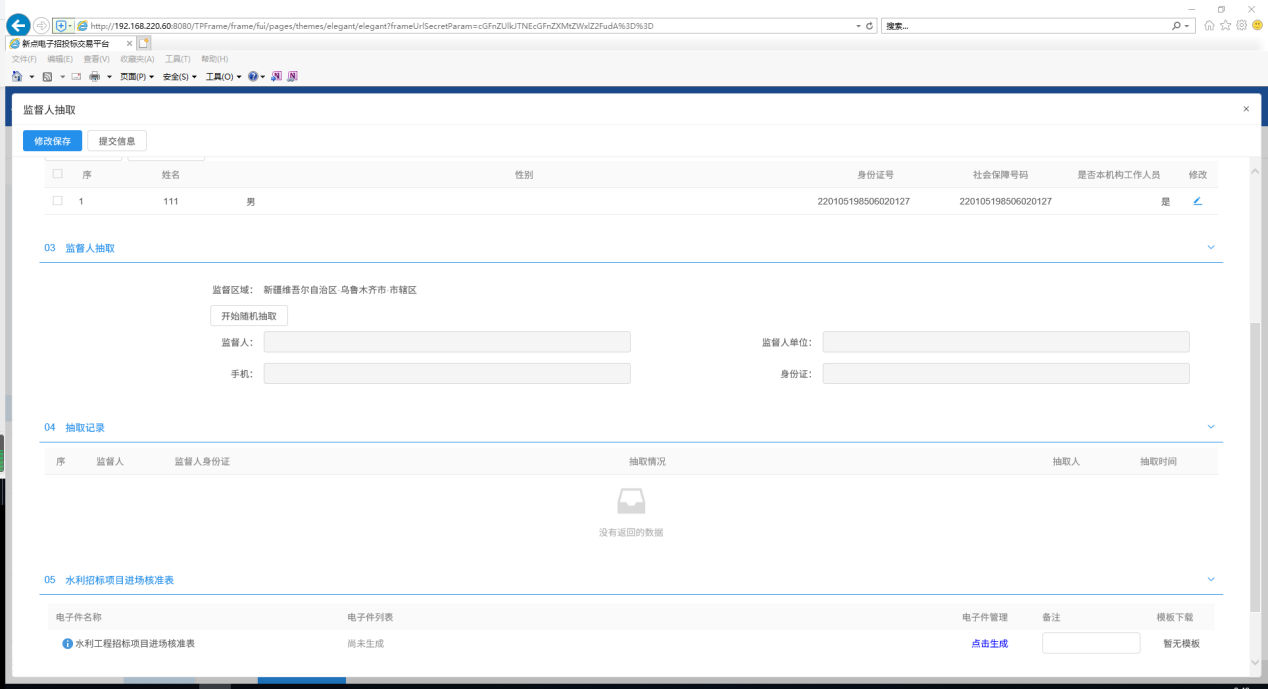 http://192.168.220.60:8080/TPFrame/frame/fui/pages/themes/elegant/elegant?frameUrlSecretParam=cGFnZUlkJTNEcGFnZXMtZWxlZ2FudA%3D%3D 搜索...
新点电子招投标交易平台
文件(F) 编辑(E) 查看(V) 收藏夹(A) 工具(T) 帮助(H)
页面(P) 安全(S) 工具(O)
监督人抽取
修改保存 提交信息
序 姓名 性别 身份证号 社会保障号码 是否本机构工作人员 修改
1 111 男 220105198506020127 220105198506020127 是
03 监督人抽取
监督区域: 新疆维吾尔自治区·乌鲁木齐市·市辖区
开始随机抽取
监督人: 监督人单位:
手机: 身份证:
04 抽取记录
序 监督人 监督人身份证 抽取情况 抽取人 抽取时间
没有返回的数据
05 水利招标项目进场核准表
电子件名称 电子件列表 电子件管理 备注 模板下载
水利工程招标项目进场核准表 尚未生成 点击生成 暂无模板